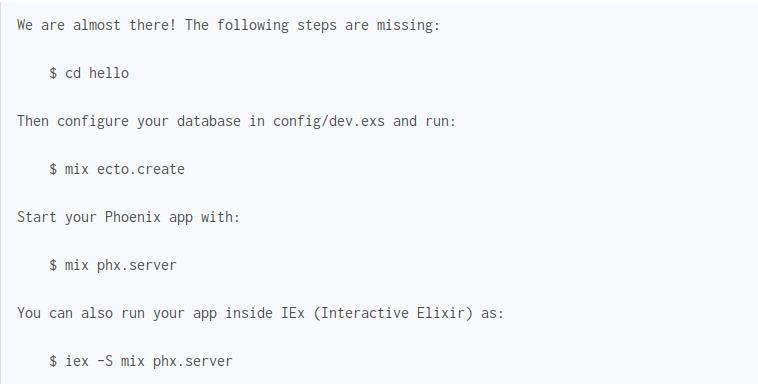 We are almost there! The following steps are missing:
$ cd hello
Then configure your database in config/dev.exs and run:
$ mix ecto.create
Start your Phoenix app with:
$ mix phx.server
You can also run your app inside IEx (Interactive Elixir) as:
$ iex -S mix phx.server